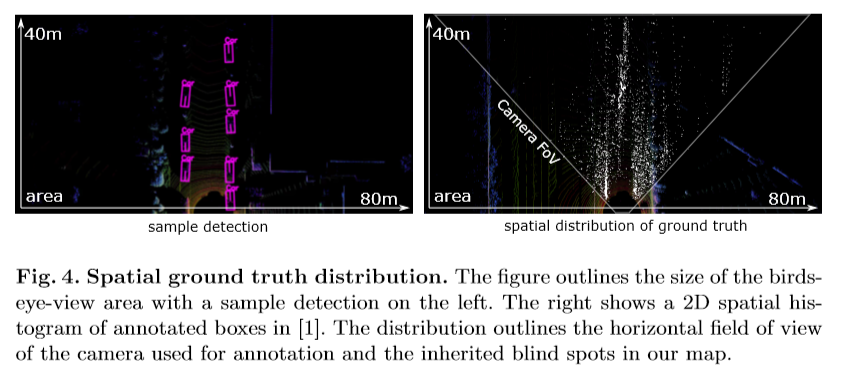 40m
area
80m
sample detection
40m
Camera FoV
area
80m
spatial distribution of ground truth
Fig. 4. Spatial ground truth distribution. The figure outlines the size of the birds-
eye-view area with a sample detection on the left. The right shows a 2D spatial his-
togram of annotated boxes in [1]. The distribution outlines the horizontal field of view
of the camera used for annotation and the inherited blind spots in our map.